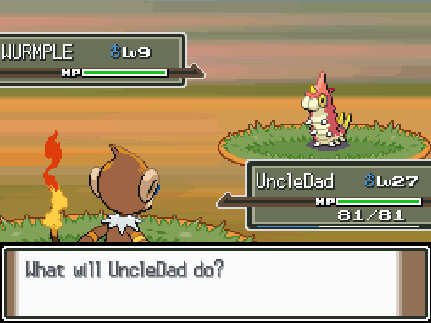 WURMPLE ♂Lv9
HP
UncleDad ♂Lv27
HP
81/81
What will UncleDad do?